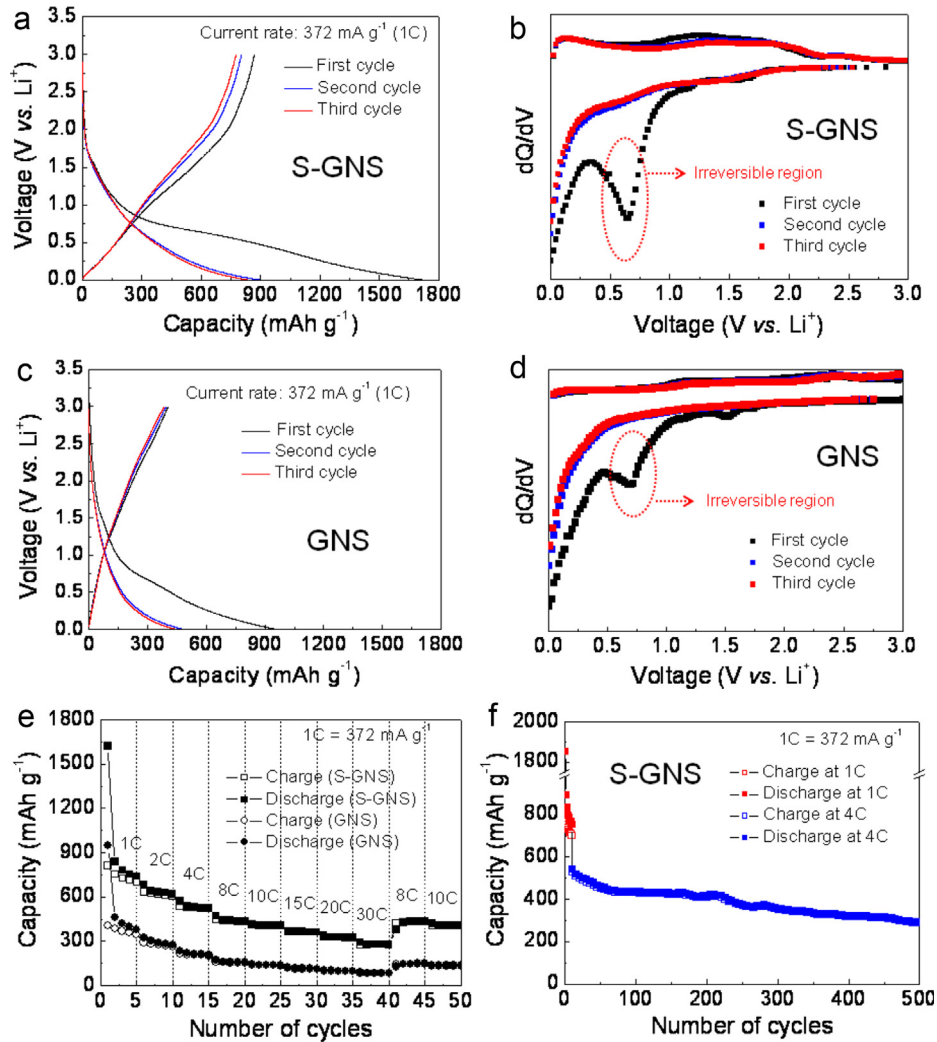 a
3.5
3.0
2.5
2.0
1.5
1.0
0.5
0.0
Voltage (V vs. Li⁺)
Current rate: 372 mA g⁻¹ (1C)
First cycle
Second cycle
Third cycle
S-GNS
0 300 600 900 1200 1500 1800
Capacity (mAh g⁻¹)
b
dQ/dV
S-GNS
Irreversible region
First cycle
Second cycle
Third cycle
0.0 0.5 1.0 1.5 2.0 2.5 3.0
Voltage (V vs. Li⁺)
c
3.5
3.0
2.5
2.0
1.5
1.0
0.5
0.0
Voltage (V vs. Li⁺)
Current rate: 372 mA g⁻¹ (1C)
First cycle
Second cycle
Third cycle
GNS
0 300 600 900 1200 1500 1800
Capacity (mAh g⁻¹)
d
dQ/dV
GNS
Irreversible region
First cycle
Second cycle
Third cycle
0.0 0.5 1.0 1.5 2.0 2.5 3.0
Voltage (V vs. Li⁺)
e
1800
1500
1200
900
600
300
0
Capacity (mAh g⁻¹)
1C = 372 mA g⁻¹
Charge (S-GNS)
Discharge (S-GNS)
Charge (GNS)
Discharge (GNS)
1C 2C 4C 8C 10C 15C 20C 30C 8C 10C
0 5 10 15 20 25 30 35 40 45 50
Number of cycles
f
2000
1800
800
600
400
200
0
Capacity (mAh g⁻¹)
1C = 372 mA g⁻¹
S-GNS
Charge at 1C
Discharge at 1C
Charge at 4C
Discharge at 4C
0 100 200 300 400 500
Number of cycles